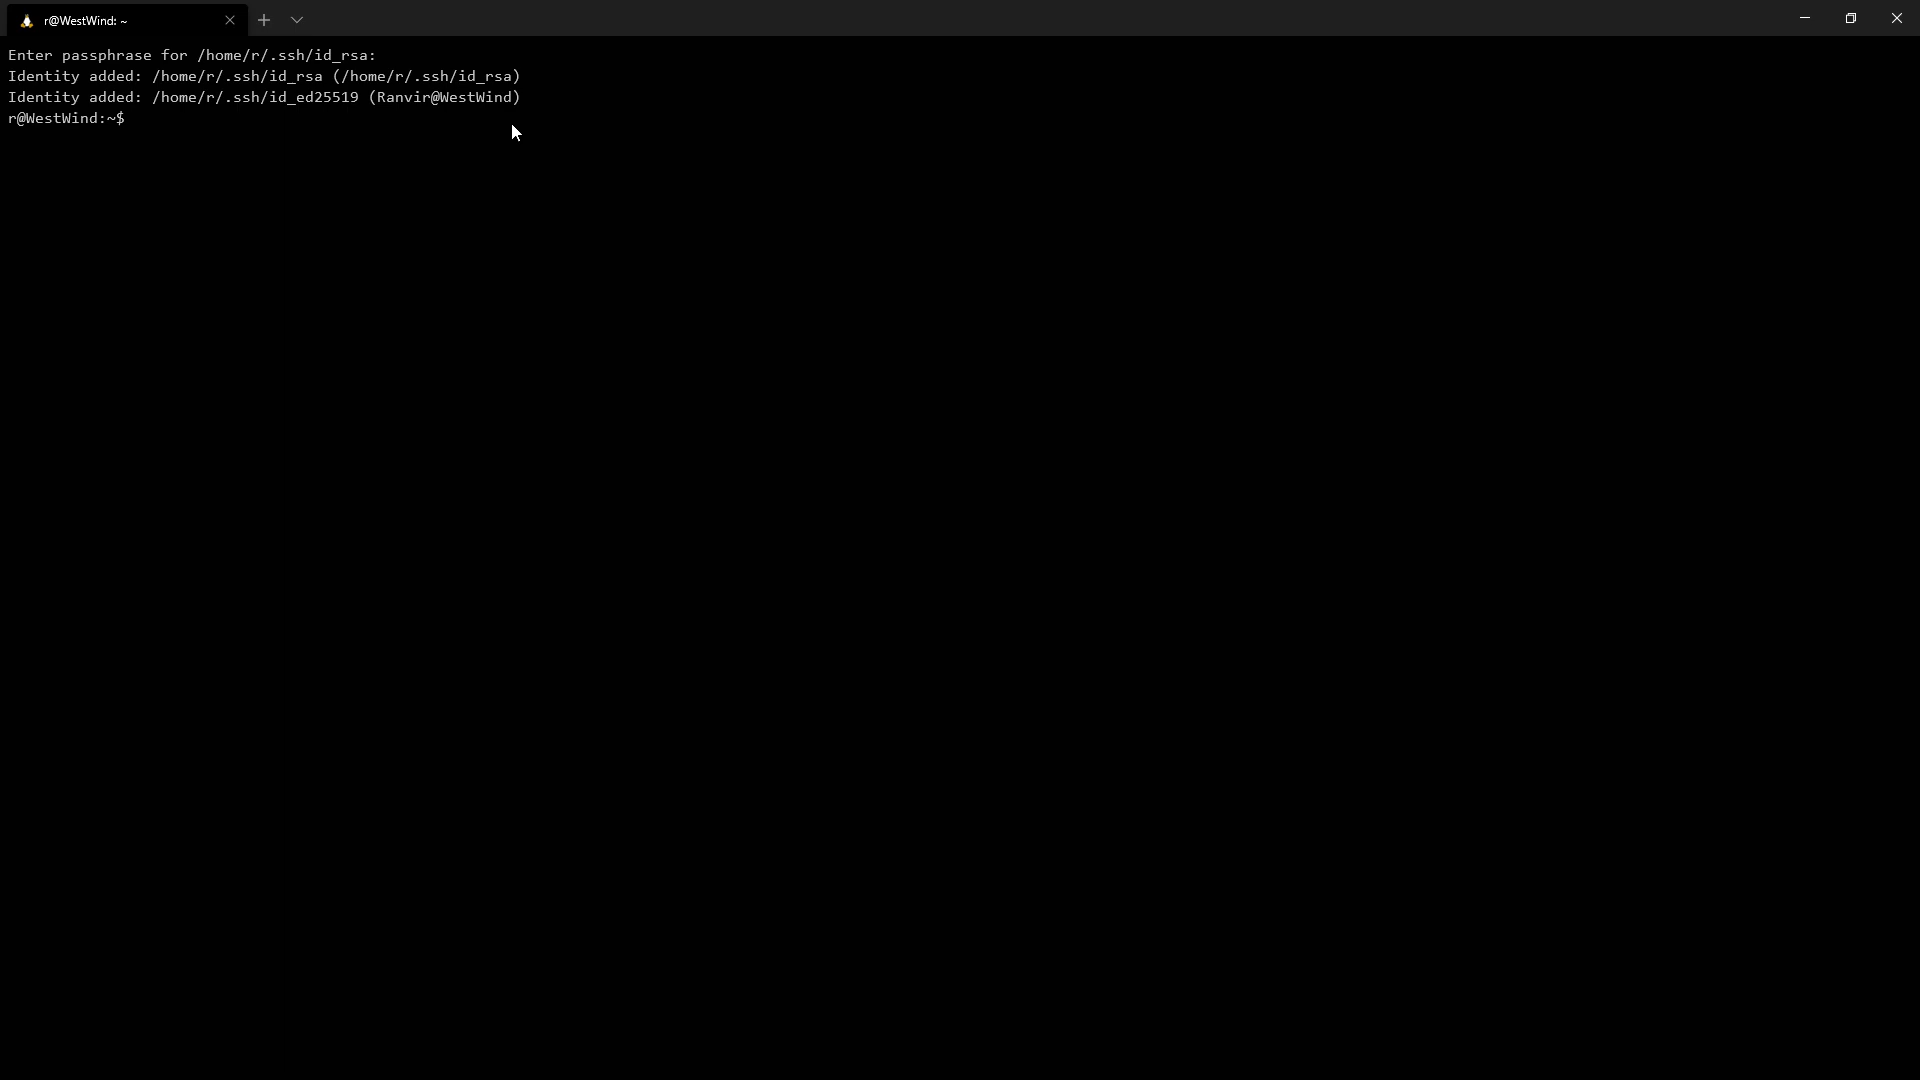 r@WestWind: ~
Enter passphrase for /home/r/.ssh/id_rsa:
Identity added: /home/r/.ssh/id_rsa (/home/r/.ssh/id_rsa)
Identity added: /home/r/.ssh/id_ed25519 (Ranvir@WestWind)
r@WestWind:~$